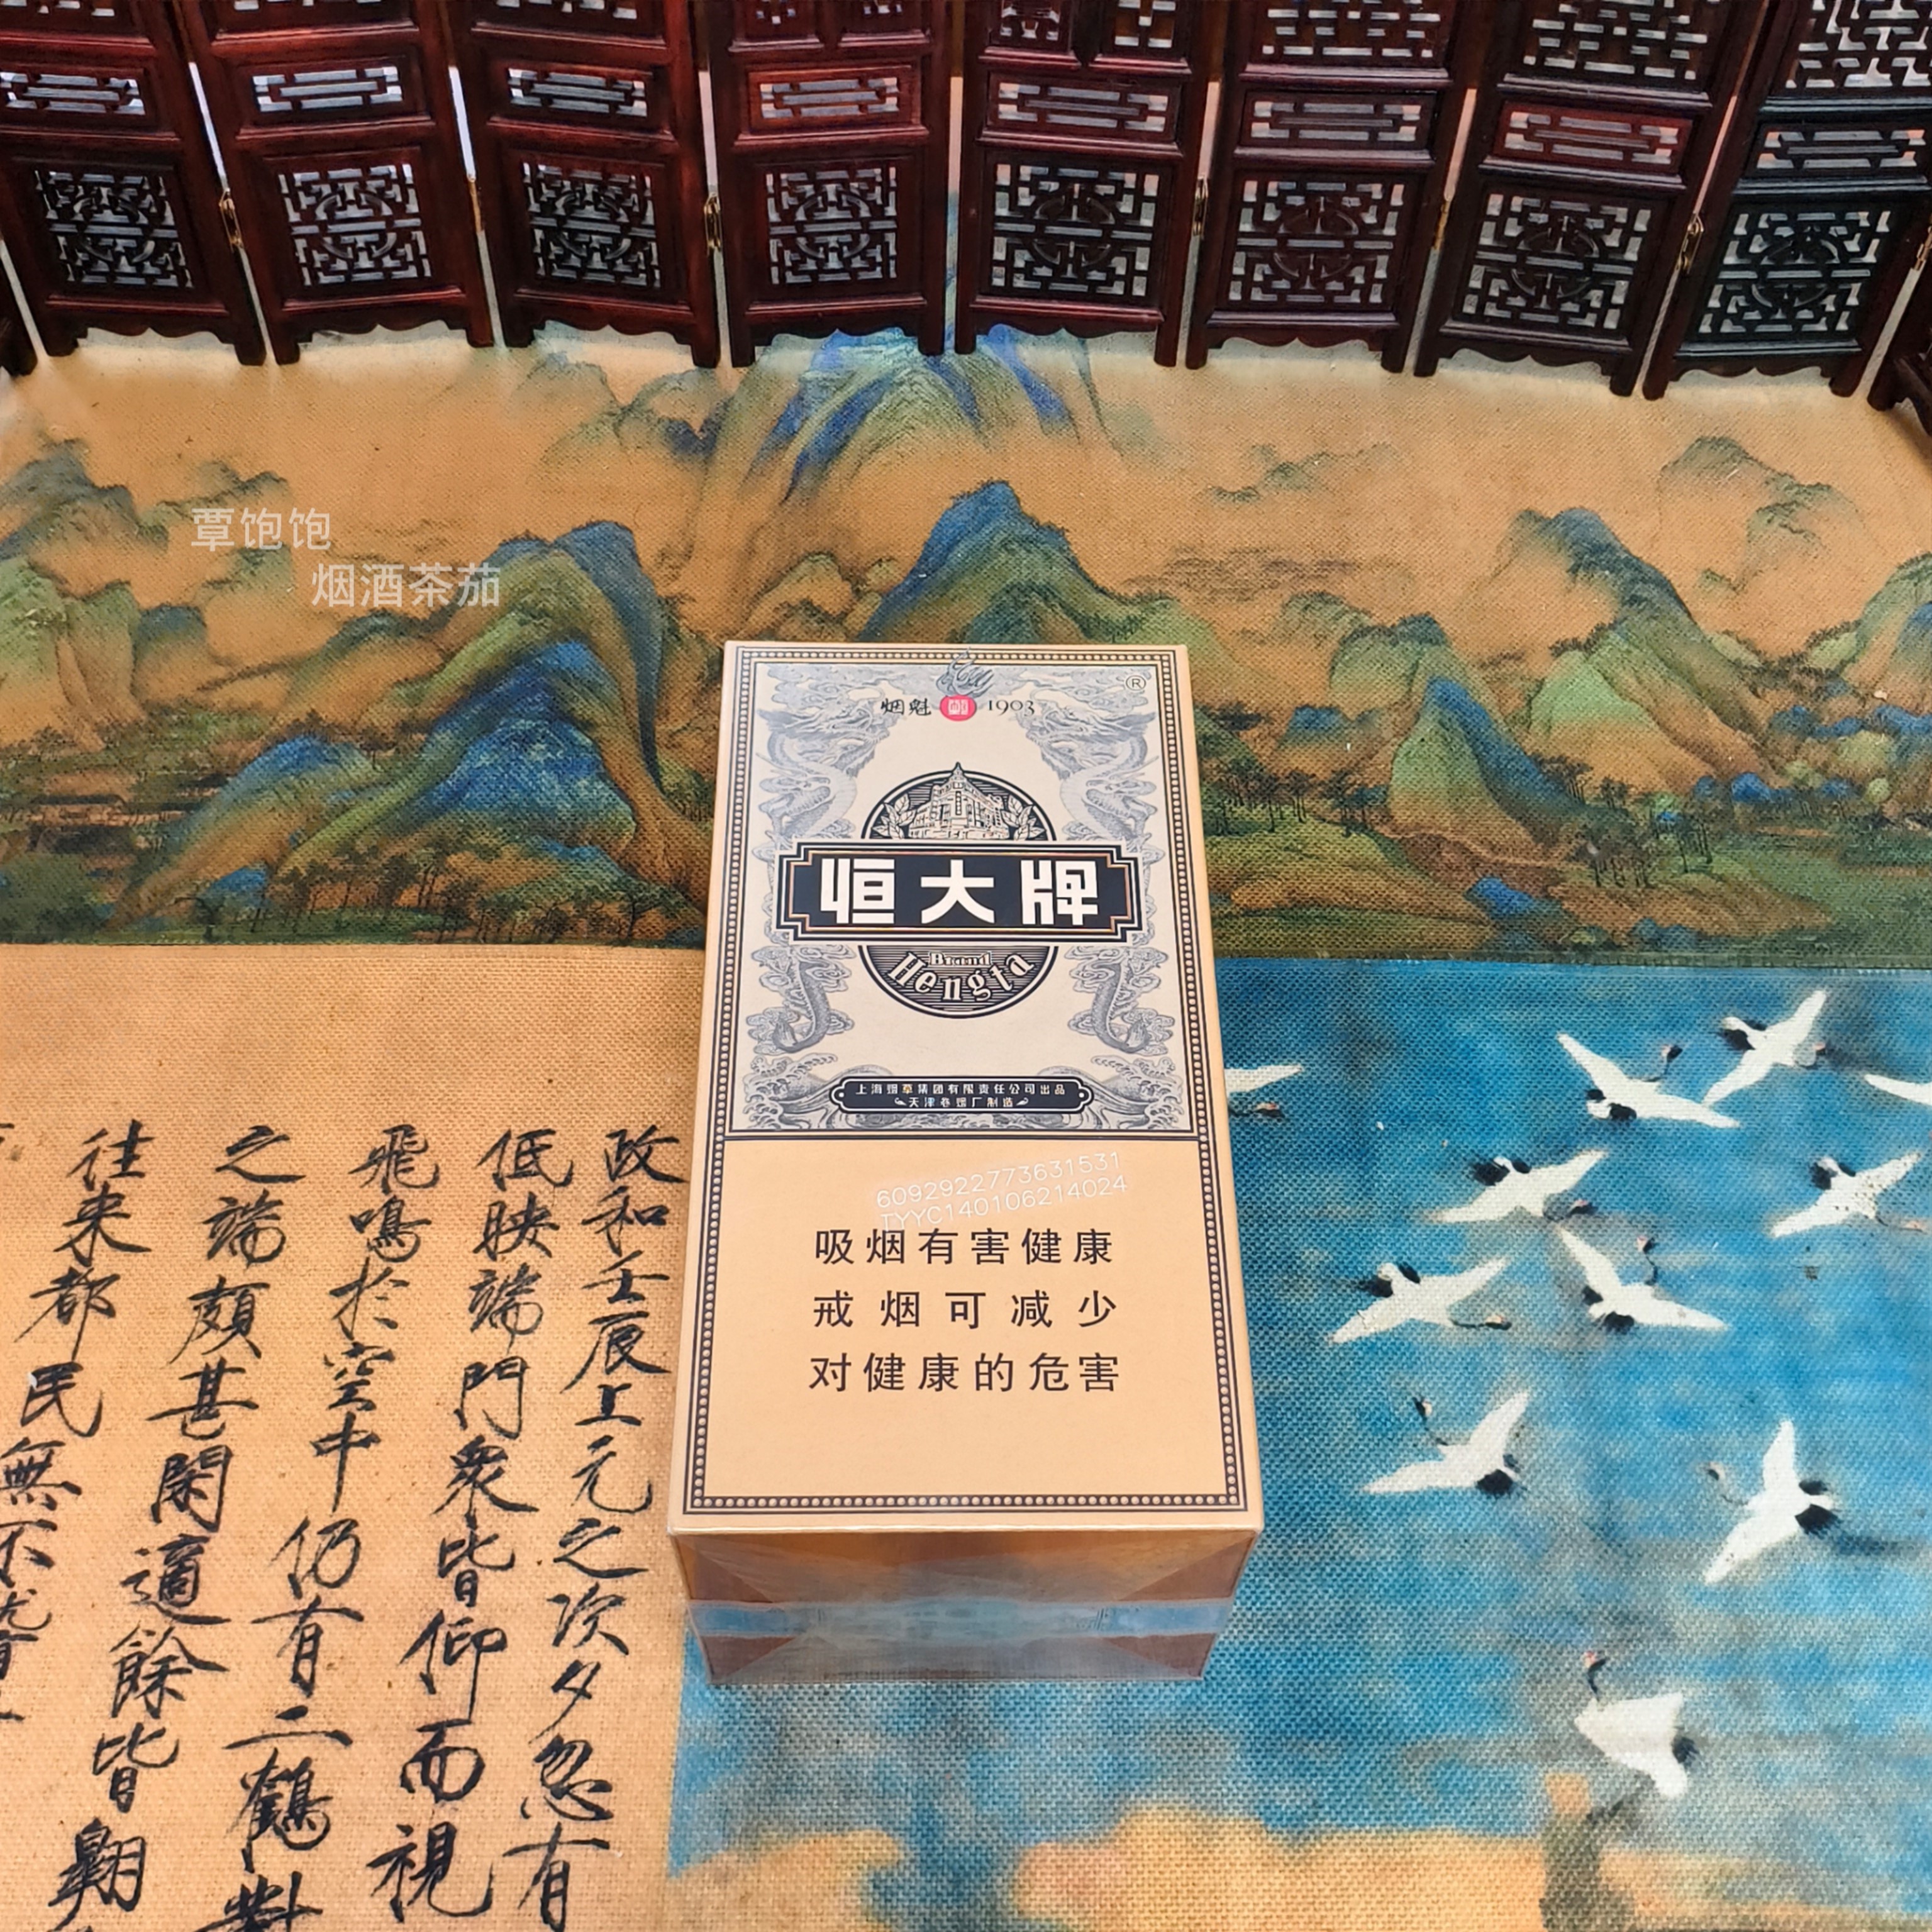 覃饱饱
烟酒茶茄
烟魁 1903
®
恒大牌
Brand
Hengta
上海烟草集团有限责任公司出品
天津卷烟厂制造
6092922773631531
TYYC140106214024
吸烟有害健康
戒烟可减少
对健康的危害
政和壬辰上元之次夕忽有
低映端門衆皆仰而視
飛鳴於空中仍有二鶴對
之端頗甚閑適餘皆翱
往来都民無不